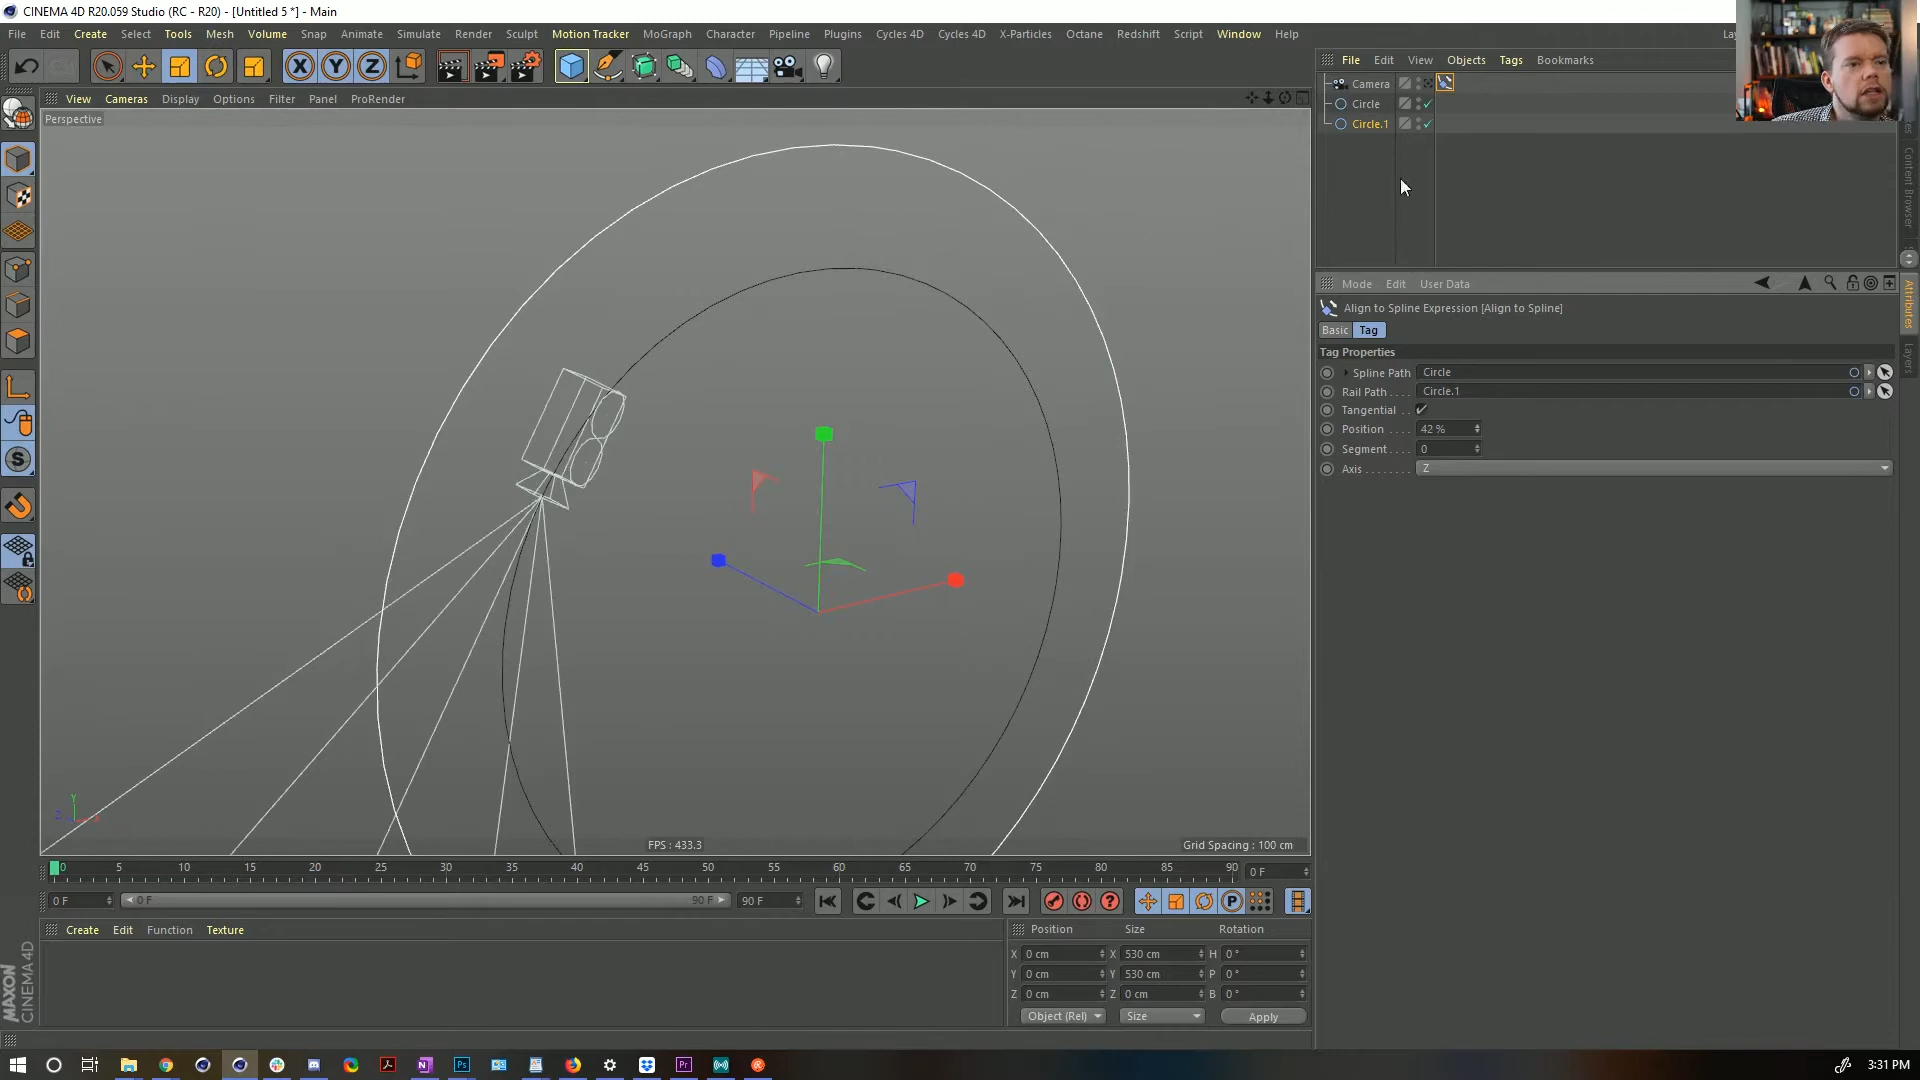 CINEMA 4D R20.059 Studio (RC - R20) - [Untitled 5 *] - Main
File Edit Create Select Tools Mesh Volume Snap Animate Simulate Render Sculpt Motion Tracker MoGraph Character Pipeline Plugins Cycles 4D Cycles 4D X-Particles Octane Redshift Script Window Help
X Y Z
File Edit View Objects Tags Bookmarks
Camera
Circle
Circle.1
Content Browser
View Cameras Display Options Filter Panel ProRender
Perspective
Mode Edit User Data
Attributes
Layers
Align to Spline Expression [Align to Spline]
Basic Tag
Tag Properties
Spline Path Circle
Rail Path . . . . Circle.1
Tangential . . 
Position . . . . 42 %
Segment . . . 0
Axis . . . . . . . . Z
Y
FPS : 433.3
Grid Spacing : 100 cm
0 5 10 15 20 25 30 35 40 45 50 55 60 65 70 75 80 85 90 0 F
0 F 0 F 90 F 90 F
Create Edit Function Texture
Position Size Rotation
X 0 cm X 530 cm H 0 °
Y 0 cm Y 530 cm P 0 °
Z 0 cm Z 0 cm B 0 °
Object (Rel) Size Apply
MAXON
CINEMA 4D
3:31 PM